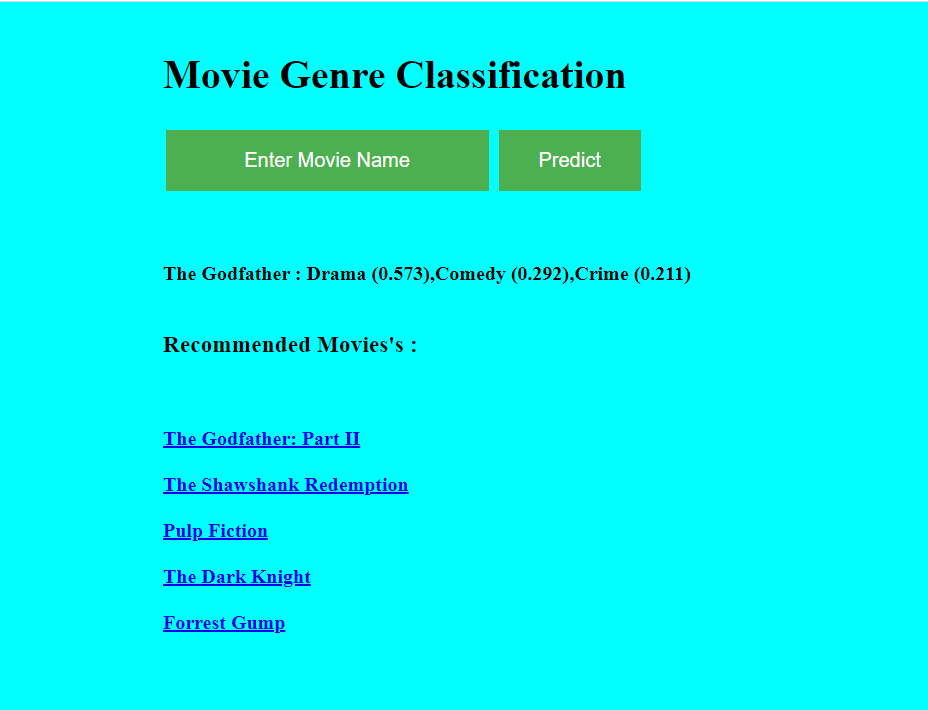 Movie Genre Classification
Enter Movie Name Predict
The Godfather : Drama (0.573),Comedy (0.292),Crime (0.211)
Recommended Movies's :
The Godfather: Part II
The Shawshank Redemption
Pulp Fiction
The Dark Knight
Forrest Gump